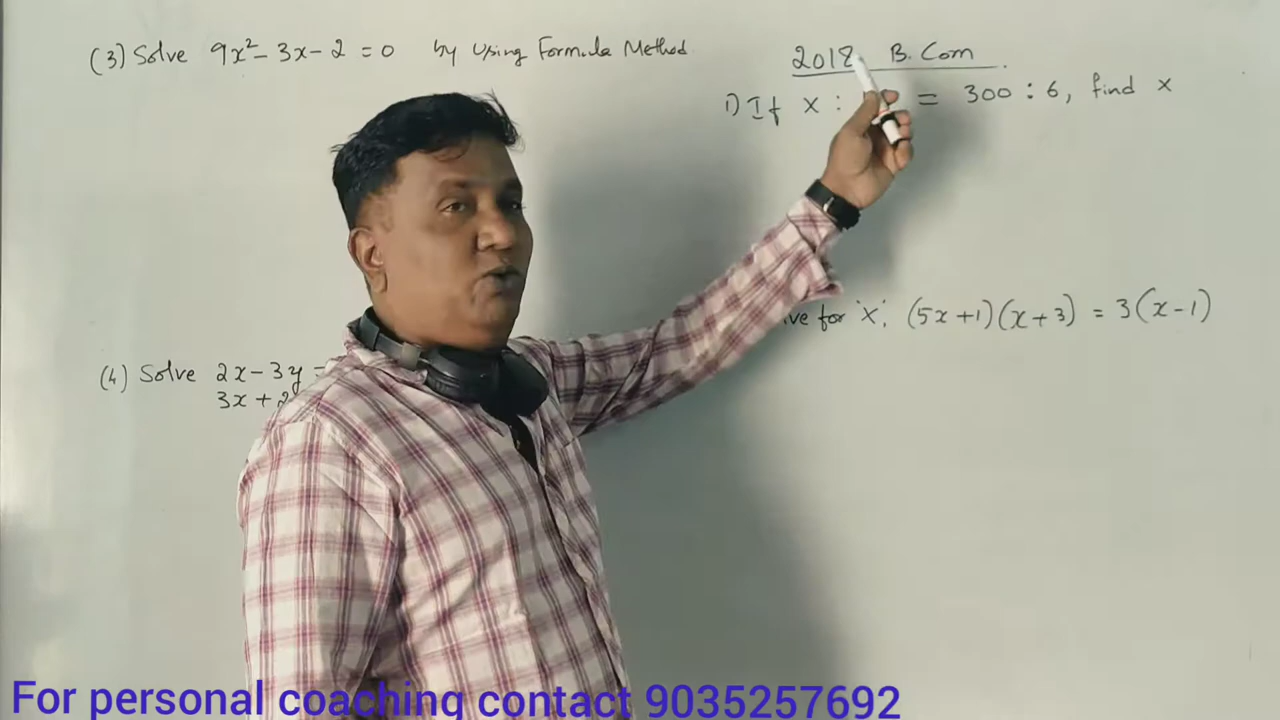 (3) Solve 9x² - 3x - 2 = 0 by Using Formula Method
2018 B. Com
1) If x : = 300 : 6, find x
for 'x', (5x+1)(x+3) = 3(x-1)
(4) Solve 2x - 3y
3x +
For personal coaching contact 9035257692